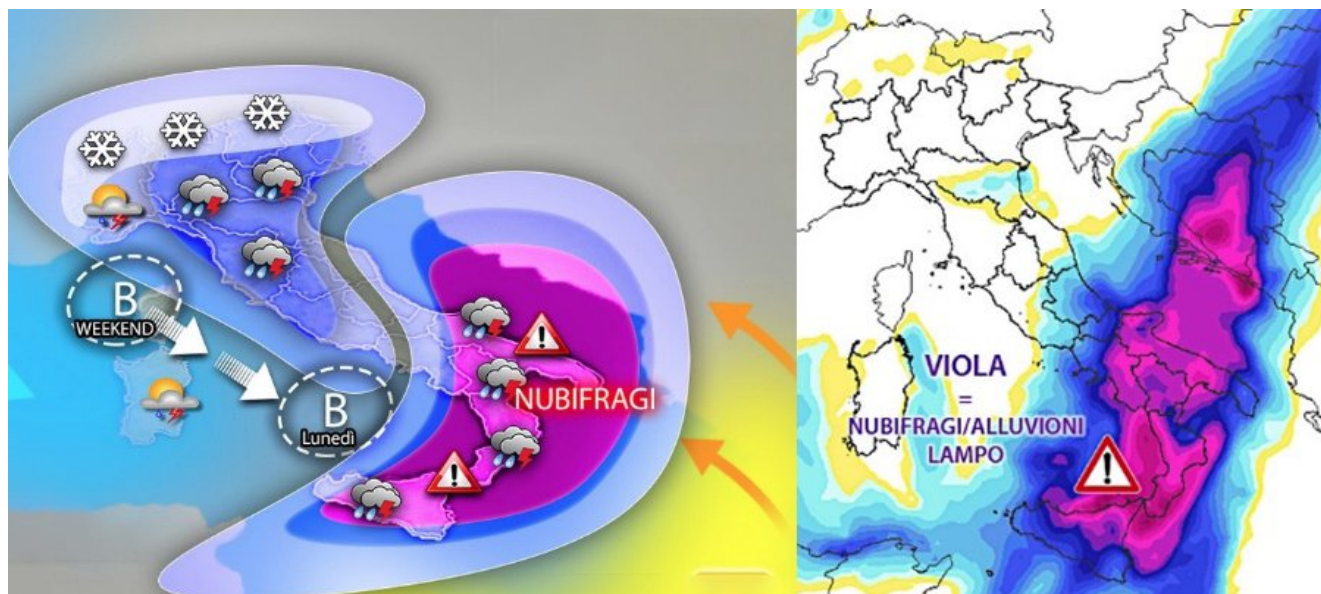 B
WEEKEND
B
Lunedì
NUBIFRAGI
VIOLA
=
NUBIFRAGI/ALLUVIONI
LAMPO